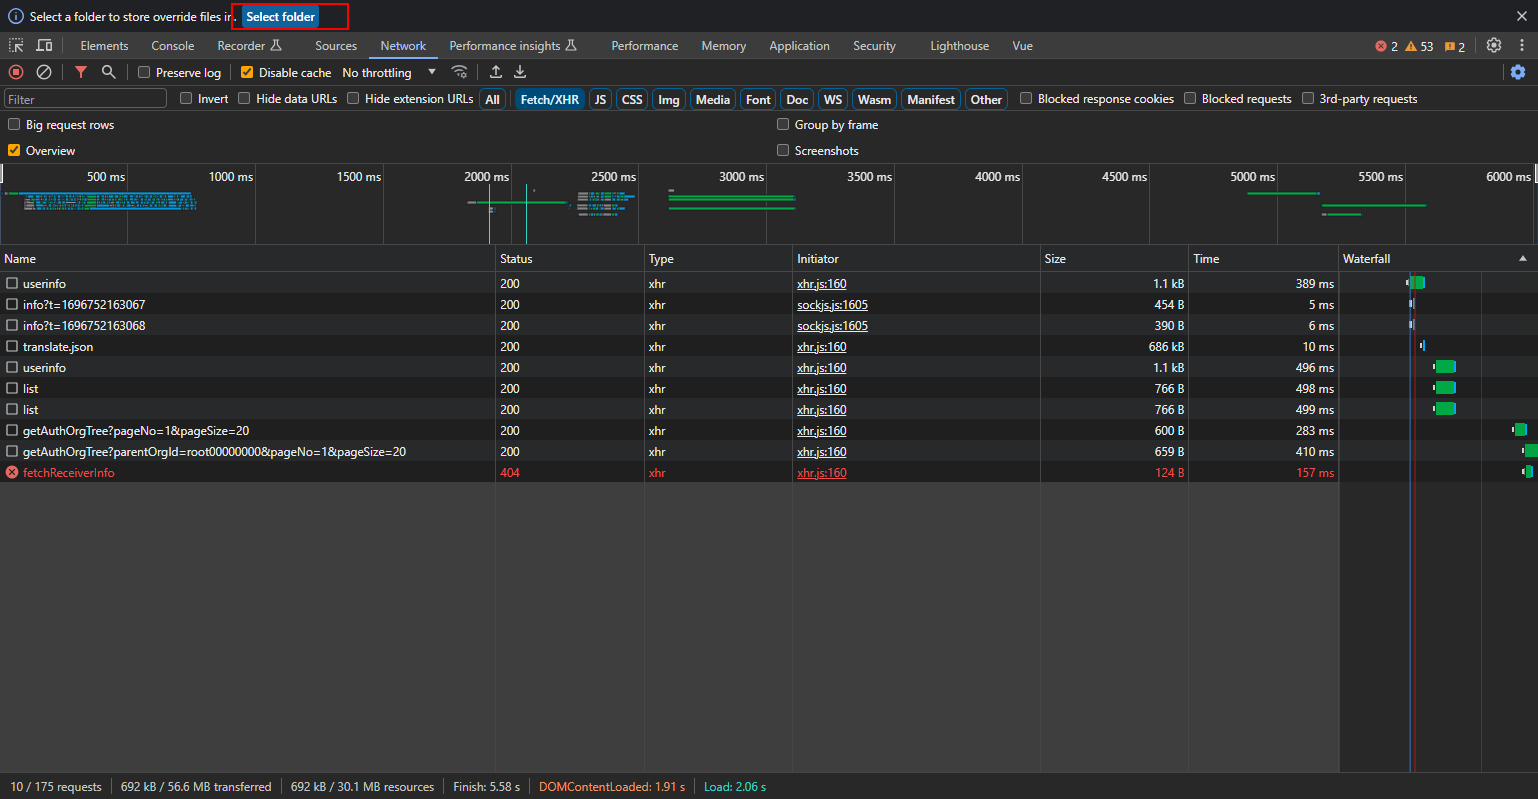 Select a folder to store override files in. Select folder
Elements Console Recorder Sources Network Performance insights Performance Memory Application Security Lighthouse Vue 2 53 2
Preserve log Disable cache No throttling
Filter Invert Hide data URLs Hide extension URLs All Fetch/XHR JS CSS Img Media Font Doc WS Wasm Manifest Other Blocked response cookies Blocked requests 3rd-party requests
Big request rows Group by frame
Overview Screenshots
500 ms 1000 ms 1500 ms 2000 ms 2500 ms 3000 ms 3500 ms 4000 ms 4500 ms 5000 ms 5500 ms 6000 ms
Name Status Type Initiator Size Time Waterfall
userinfo 200 xhr xhr.js:160 1.1 kB 389 ms
info?t=1696752163067 200 xhr sockjs.js:1605 454 B 5 ms
info?t=1696752163068 200 xhr sockjs.js:1605 390 B 6 ms
translate.json 200 xhr xhr.js:160 686 kB 10 ms
userinfo 200 xhr xhr.js:160 1.1 kB 496 ms
list 200 xhr xhr.js:160 766 B 498 ms
list 200 xhr xhr.js:160 766 B 499 ms
getAuthOrgTree?pageNo=1&pageSize=20 200 xhr xhr.js:160 600 B 283 ms
getAuthOrgTree?parentOrgId=root00000000&pageNo=1&pageSize=20 200 xhr xhr.js:160 659 B 410 ms
fetchReceiverInfo 404 xhr xhr.js:160 124 B 157 ms
10 / 175 requests 692 kB / 56.6 MB transferred 692 kB / 30.1 MB resources Finish: 5.58 s DOMContentLoaded: 1.91 s Load: 2.06 s